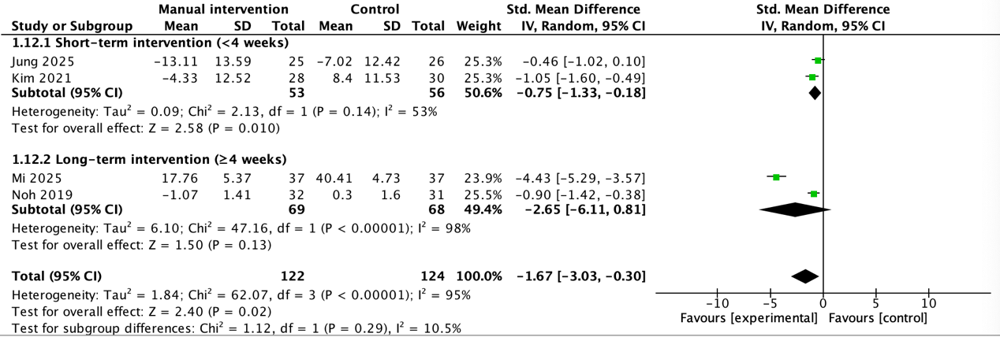 Manual intervention Control Std. Mean Difference Std. Mean Difference
Study or Subgroup Mean SD Total Mean SD Total Weight IV, Random, 95% CI IV, Random, 95% CI
1.12.1 Short-term intervention (<4 weeks)
Jung 2025 −13.11 13.59 25 −7.02 12.42 26 25.3% −0.46 [−1.02, 0.10]
Kim 2021 −4.33 12.52 28 8.4 11.53 30 25.3% −1.05 [−1.60, −0.49]
Subtotal (95% CI) 53 56 50.6% −0.75 [−1.33, −0.18]
Heterogeneity: Tau² = 0.09; Chi² = 2.13, df = 1 (P = 0.14); I² = 53%
Test for overall effect: Z = 2.58 (P = 0.010)
1.12.2 Long-term intervention (≥4 weeks)
Mi 2025 17.76 5.37 37 40.41 4.73 37 23.9% −4.43 [−5.29, −3.57]
Noh 2019 −1.07 1.41 32 0.3 1.6 31 25.5% −0.90 [−1.42, −0.38]
Subtotal (95% CI) 69 68 49.4% −2.65 [−6.11, 0.81]
Heterogeneity: Tau² = 6.10; Chi² = 47.16, df = 1 (P < 0.00001); I² = 98%
Test for overall effect: Z = 1.50 (P = 0.13)
Total (95% CI) 122 124 100.0% −1.67 [−3.03, −0.30]
Heterogeneity: Tau² = 1.84; Chi² = 62.07, df = 3 (P < 0.00001); I² = 95%
Test for overall effect: Z = 2.40 (P = 0.02)
Test for subgroup differences: Chi² = 1.12, df = 1 (P = 0.29), I² = 10.5%
−10 −5 0 5 10
Favours [experimental] Favours [control]